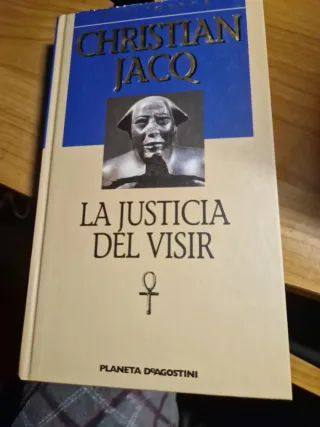 CHRISTIAN
JACQ
LA JUSTICIA
DEL VISIR
PLANETA DEAGOSTINI